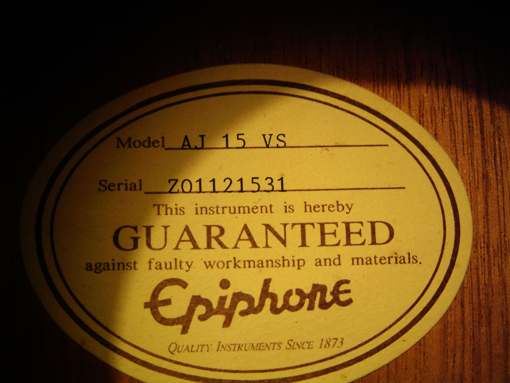 Model AJ 15 VS
Serial Z01121531
This instrument is hereby
GUARANTEED
against faulty workmanship and materials.
Epiphone
QUALITY INSTRUMENTS SINCE 1873